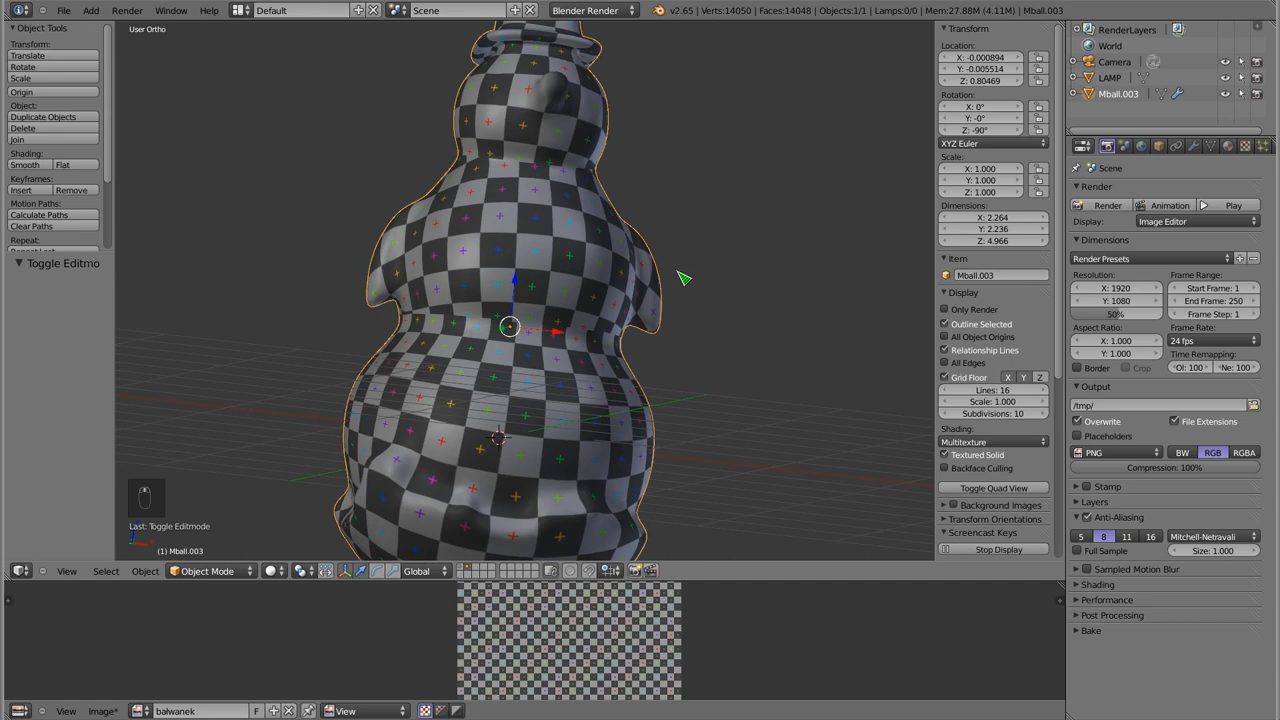 File Add Render Window Help Default Scene Blender Render v2.65 | Verts:14050 | Faces:14048 | Objects:1/1 | Lamps:0/0 | Mem:27.88M (4.11M) | Mball.003
Object Tools
Transform:
Translate
Rotate
Scale
Origin
Object:
Duplicate Objects
Delete
Join
Shading:
Smooth Flat
Keyframes:
Insert Remove
Motion Paths:
Calculate Paths
Clear Paths
Repeat:
Toggle Editmo
User Ortho
Last: Toggle Editmode
(1) Mball.003
Transform
Location:
X: -0.000894
Y: -0.005514
Z: 0.80469
Rotation:
X: 0°
Y: -0°
Z: -90°
XYZ Euler
Scale:
X: 1.000
Y: 1.000
Z: 1.000
Dimensions:
X: 2.264
Y: 2.236
Z: 4.966
Item
Mball.003
Display
Only Render
Outline Selected
All Object Origins
Relationship Lines
All Edges
Grid Floor X Y Z
Lines: 16
Scale: 1.000
Subdivisions: 10
Shading:
Multitexture
Textured Solid
Backface Culling
Toggle Quad View
Background Images
Transform Orientations
Screencast Keys
Stop Display
RenderLayers
World
Camera
LAMP
Mball.003
Scene
Render
Render Animation Play
Display: Image Editor
Dimensions
Render Presets
Resolution: Frame Range:
X: 1920 Start Frame: 1
Y: 1080 End Frame: 250
50% Frame Step: 1
Aspect Ratio: Frame Rate:
X: 1.000 24 fps
Y: 1.000 Time Remapping:
Border Crop Ol: 100 Ne: 100
Output
/tmp/
Overwrite File Extensions
Placeholders
PNG BW RGB RGBA
Compression: 100%
Stamp
Layers
Anti-Aliasing
5 8 11 16 Mitchell-Netravali
Full Sample Size: 1.000
Sampled Motion Blur
Shading
Performance
Post Processing
Bake
View Select Object Object Mode Global
View Image* bałwanek F View